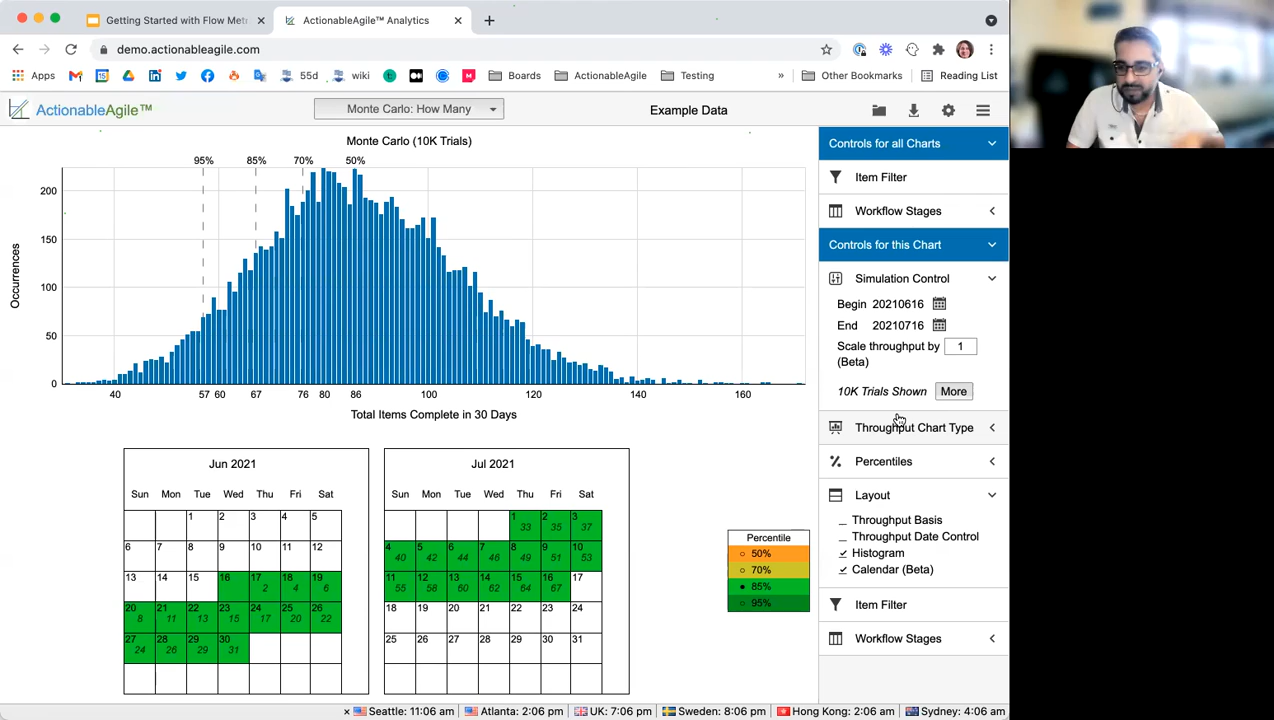 Getting Started with Flow Met
ActionableAgile™ Analytics
demo.actionableagile.com
Apps
55d
wiki
Boards
ActionableAgile
Testing
»
Other Bookmarks
Reading List
ActionableAgile™
Monte Carlo: How Many
Example Data
Monte Carlo (10K Trials)
95% 85% 70% 50%
Occurrences
200
150
100
50
0
40 57 67 76 80 86 100 120 140 160
Total Items Complete in 30 Days
Jun 2021
Sun Mon Tue Wed Thu Fri Sat
1 2 3 4 5
6 7 8 9 10 11 12
13 14 15 16 17 18 19
2 4 6
20 21 22 23 24 25 26
8 11 13 15 17 20 22
27 28 29 30
24 26 29 31
Jul 2021
Sun Mon Tue Wed Thu Fri Sat
1 2 3
33 35 37
4 5 6 7 8 9 10
40 42 44 46 49 51 53
11 12 13 14 15 16 17
55 58 60 62 64 67
18 19 20 21 22 23 24
25 26 27 28 29 30 31
Percentile
50%
70%
85%
95%
Controls for all Charts
Item Filter
Workflow Stages
Controls for this Chart
Simulation Control
Begin 20210616
End 20210716
Scale throughput by 1
(Beta)
10K Trials Shown More
Throughput Chart Type
Percentiles
Layout
Throughput Basis
Throughput Date Control
Histogram
Calendar (Beta)
Item Filter
Workflow Stages
Seattle: 11:06 am Atlanta: 2:06 pm UK: 7:06 pm Sweden: 8:06 pm Hong Kong: 2:06 am Sydney: 4:06 am